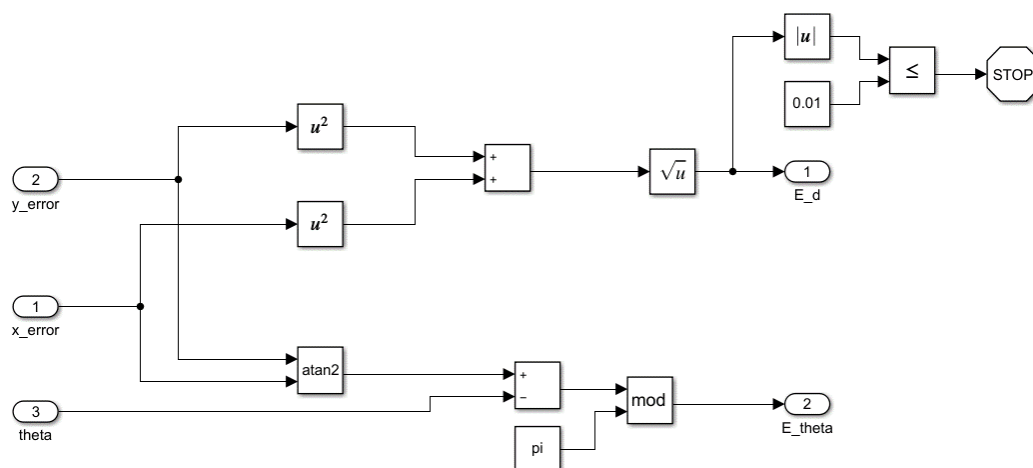 |u|
≤
STOP
0.01
u²
+
+
√u
2
y_error
1
E_d
u²
1
x_error
atan2
+
−
mod
2
E_theta
3
theta
pi